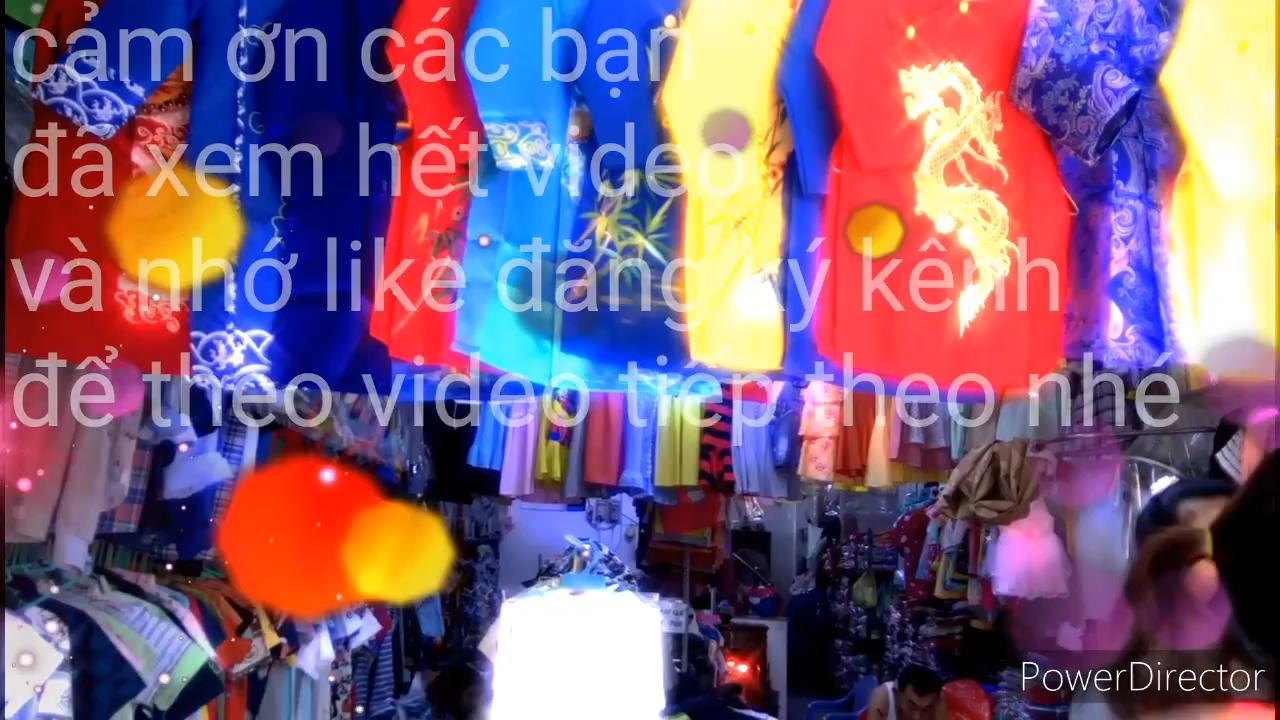 cảm ơn các bạn
đã xem hết video
và nhớ like đăng ký kênh
để theo video tiếp theo nhé
PowerDirector